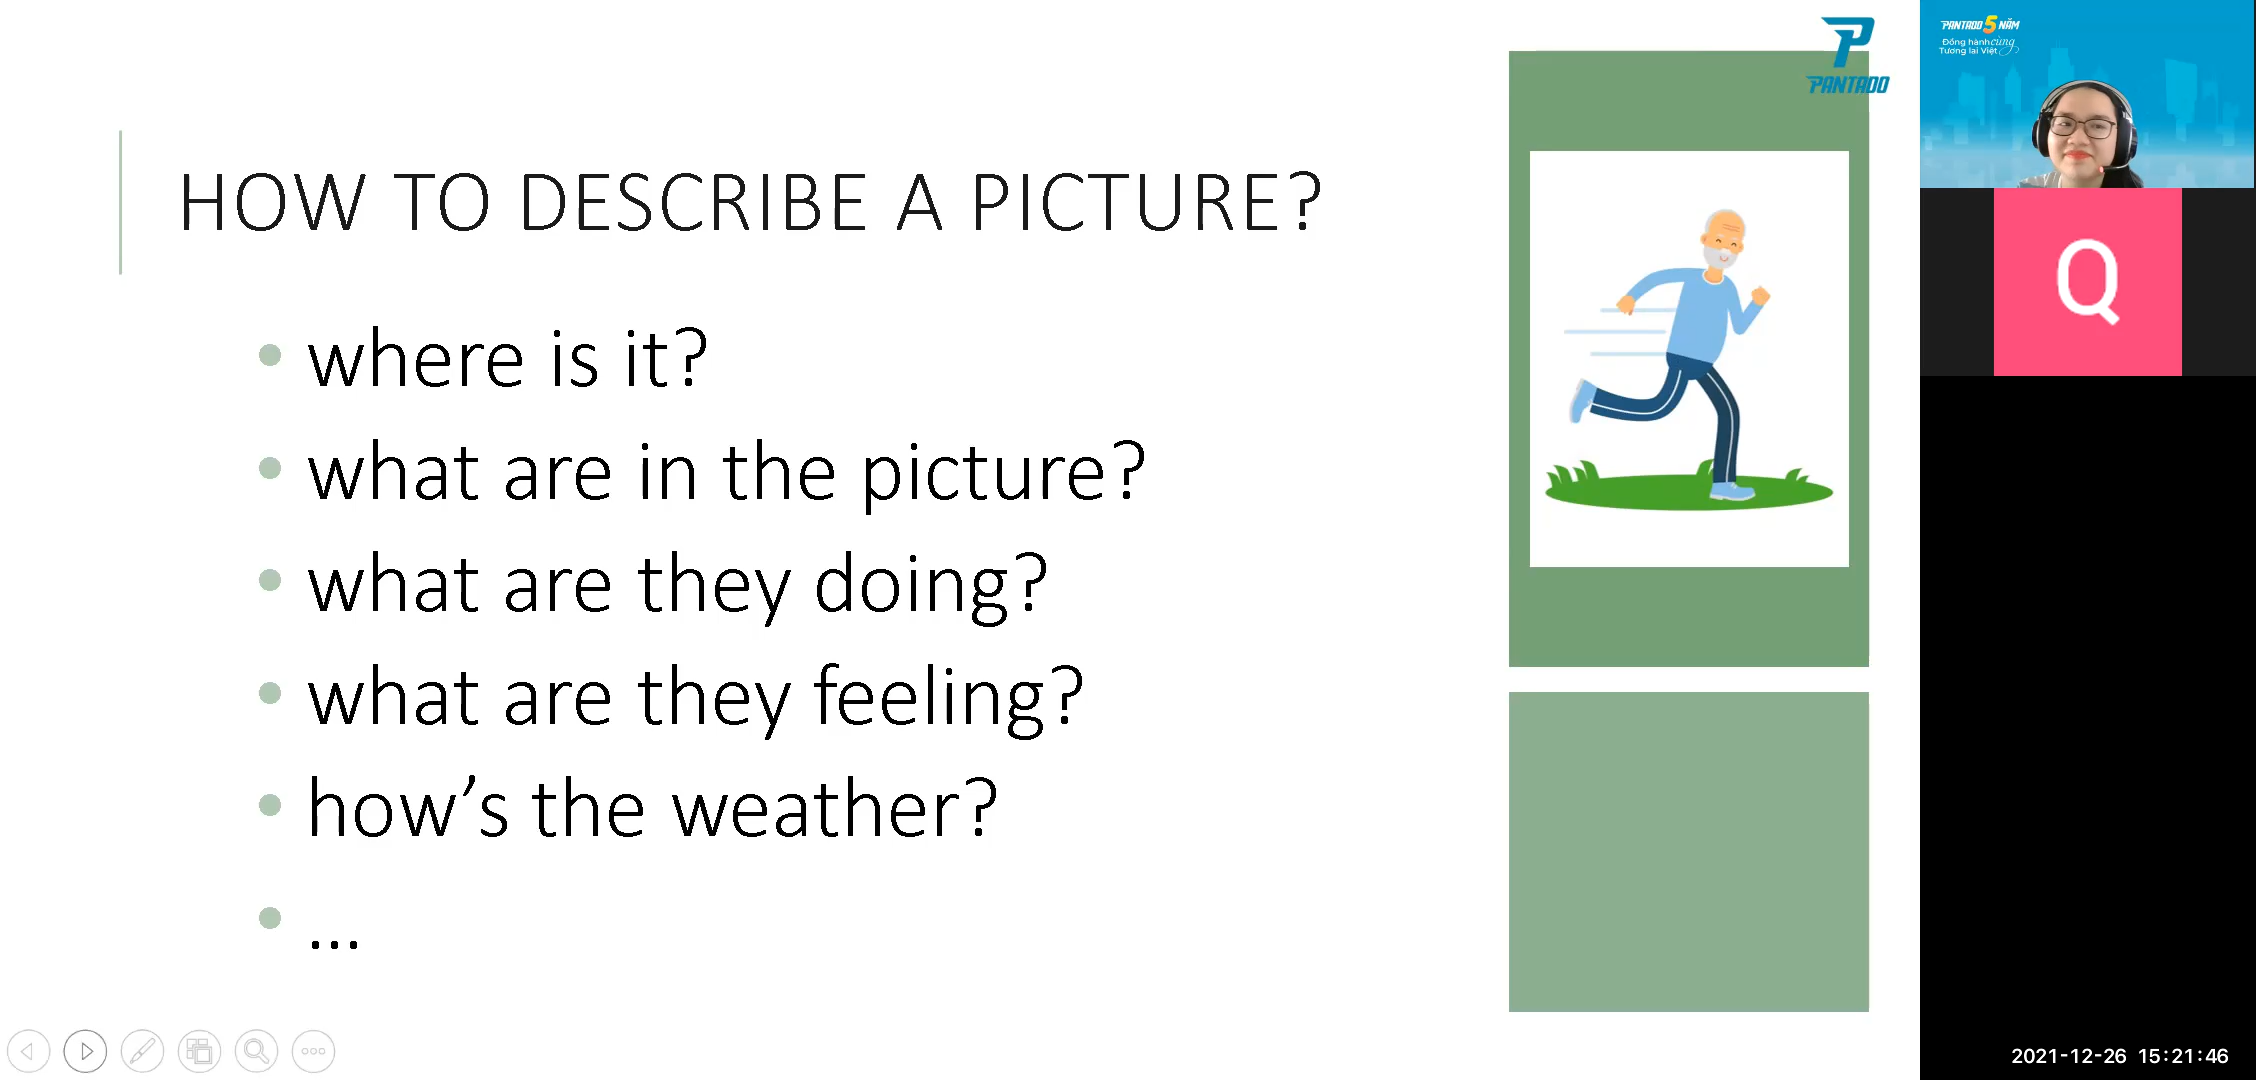 HOW TO DESCRIBE A PICTURE?
• where is it?
• what are in the picture?
• what are they doing?
• what are they feeling?
• how’s the weather?
• ...
P
PANTADO
PANTADO 5 NĂM
Đồng hành cùng
Tương lai Việt
Q
2021-12-26 15:21:46